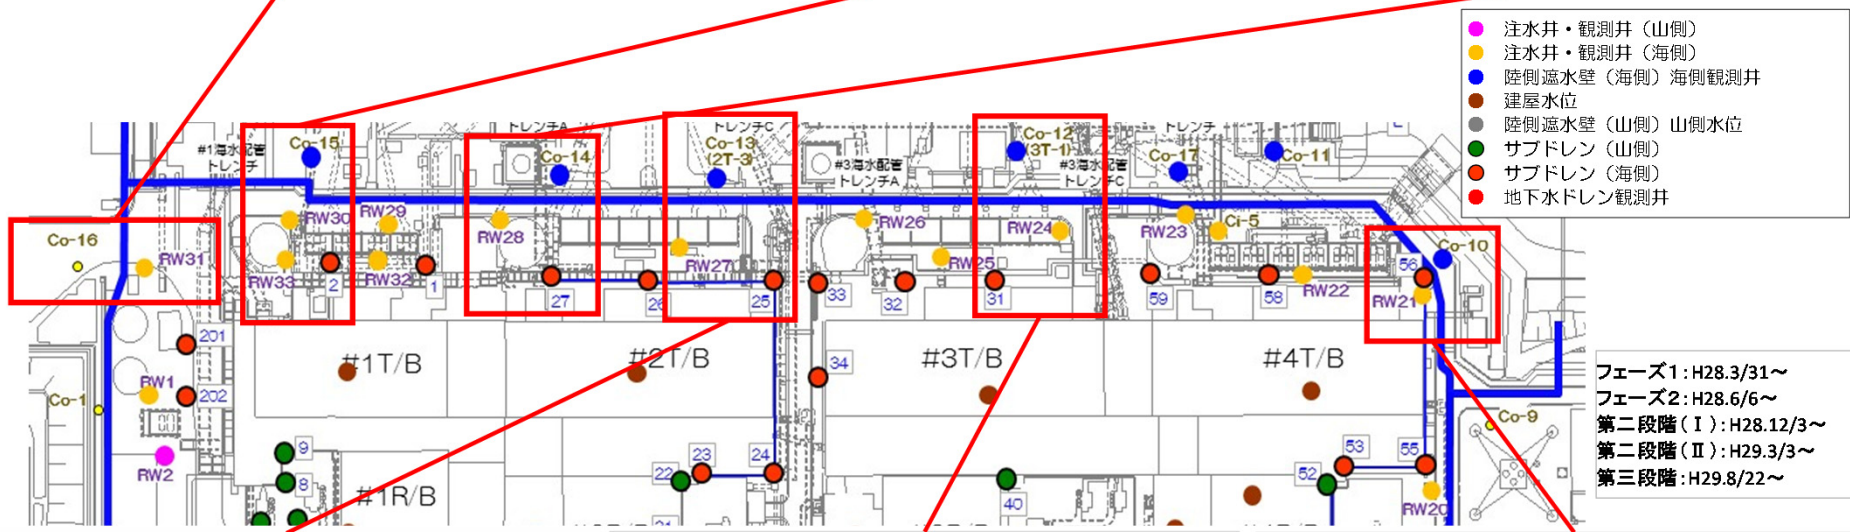 注水井・観測井（山側）
注水井・観測井（海側）
陸側遮水壁（海側）海側観測井
建屋水位
陸側遮水壁（山側）山側水位
サブドレン（山側）
サブドレン（海側）
地下水ドレン観測井
トレンチA
トレンチC
トレンチ
#1海水配管
トレンチ
Co-15
Co-14
Co-13
(2T-3)
#3海水配管
トレンチA
Co-12
(3T-1)
#3海水配管
トレンチC
Co-17
Co-11
Co-16
RW31
RW30
RW29
RW28
RW26
RW24
RW23
Ci-5
Co-10
RW33
2
RW32
1
RW27
RW25
56
27
26
25
33
32
31
59
58
RW22
RW21
201
#1T/B
#2T/B
#3T/B
#4T/B
34
RW1
202
Co-1
Co-9
フェーズ1：H28.3/31～
フェーズ2：H28.6/6～
第二段階(Ⅰ)：H28.12/3～
第二段階(Ⅱ)：H29.3/3～
第三段階：H29.8/22～
RW2
9
8
#1R/B
22
23
24
40
52
53
55
RW20